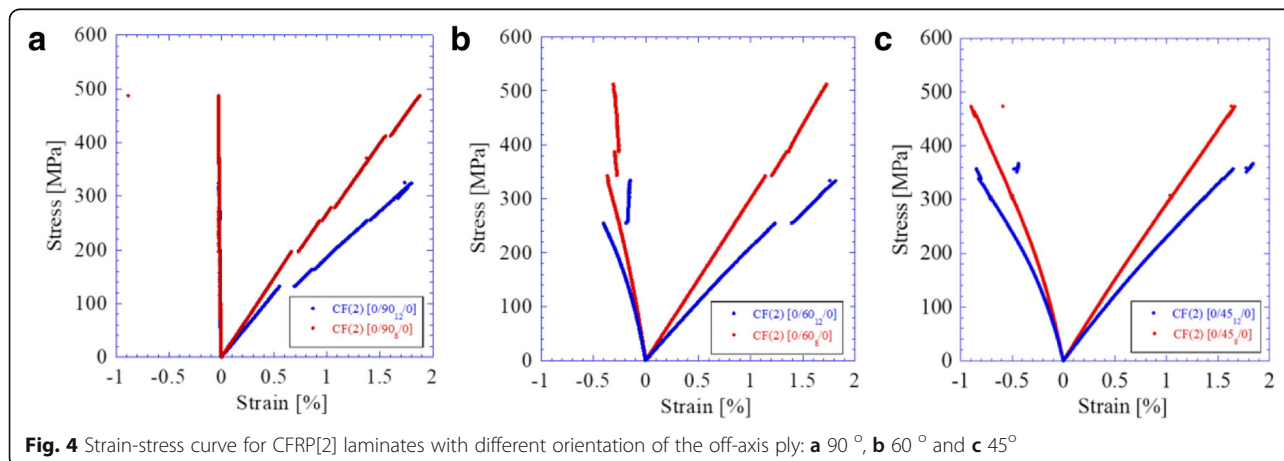 a
600
500
400
300
200
100
0
Stress [MPa]
-1 -0.5 0 0.5 1 1.5 2
Strain [%]
CF(2) [0/90₁₂/0]
CF(2) [0/90₈/0]
b
600
500
400
300
200
100
0
Stress [MPa]
-1 -0.5 0 0.5 1 1.5 2
Strain [%]
CF(2) [0/60₁₂/0]
CF(2) [0/60₈/0]
c
600
500
400
300
200
100
0
Stress [MPa]
-1 -0.5 0 0.5 1 1.5 2
Strain [%]
CF(2) [0/45₁₂/0]
CF(2) [0/45₈/0]
Fig. 4 Strain-stress curve for CFRP[2] laminates with different orientation of the off-axis ply: a 90 °, b 60 ° and c 45°